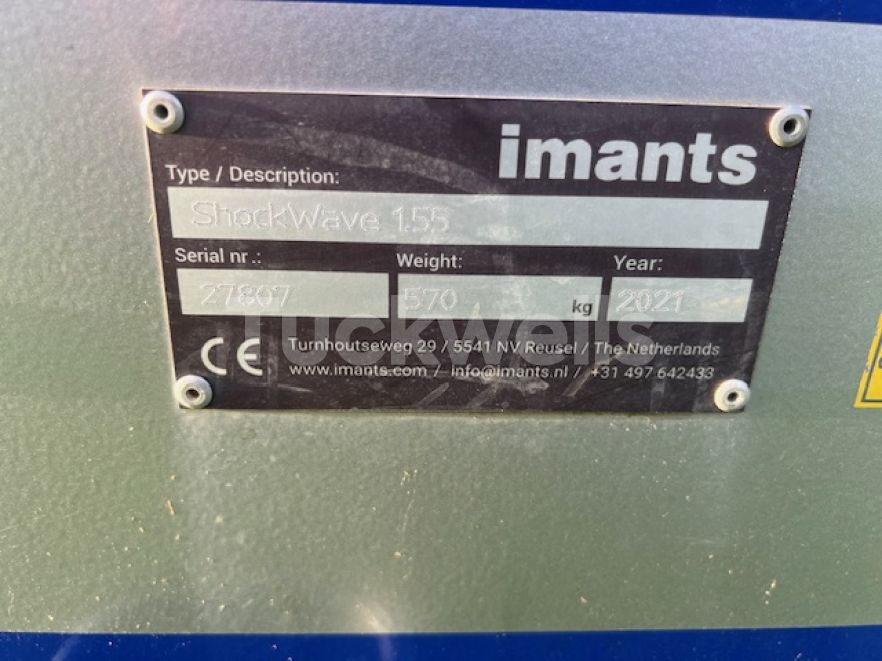 imants
Type / Description:
ShockWave 155
Serial nr .: Weight: Year:
27807 570 kg 2021
Tuckwells
CE Turnhoutseweg 29 / 5541 NV Reusel / The Netherlands
www.imants.com / info@imants.nl / +31 497 642433